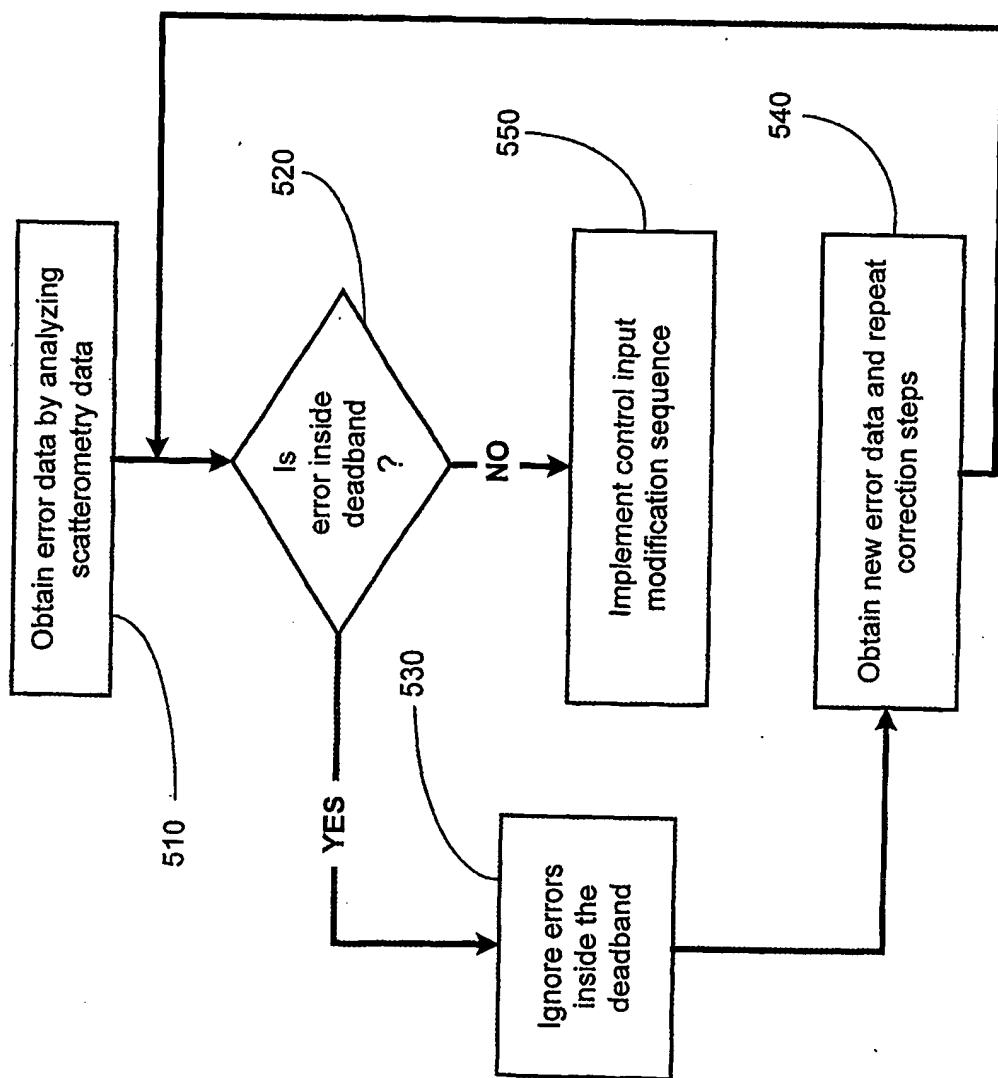 Obtain error data by analyzing
scatterometry data
510
Is
error inside
deadband
?
520
YES
NO
530
Ignore errors
inside the
deadband
550
Implement control input
modification sequence
540
Obtain new error data and repeat
correction steps